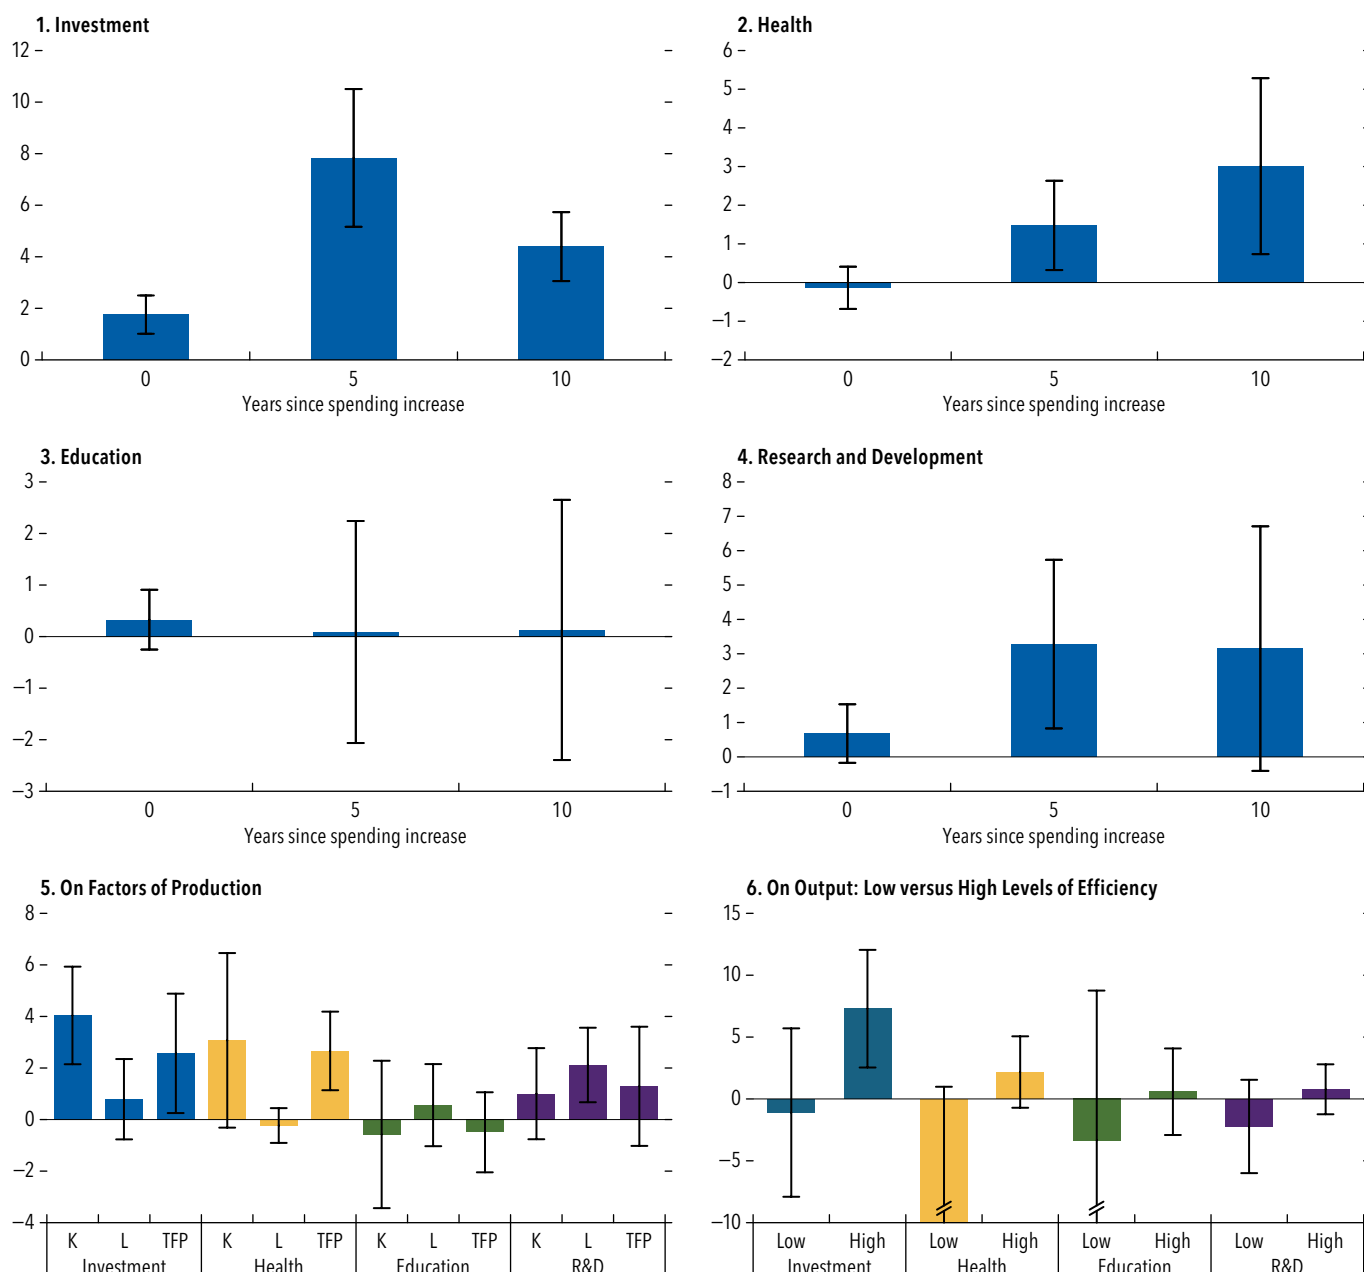 1. Investment
12
10
8
6
4
2
0
0 5 10
Years since spending increase
2. Health
6
5
4
3
2
1
0
–1
–2
0 5 10
Years since spending increase
3. Education
3
2
1
0
–1
–2
–3
0 5 10
Years since spending increase
4. Research and Development
8
7
6
5
4
3
2
1
0
–1
0 5 10
Years since spending increase
5. On Factors of Production
8
6
4
2
0
–2
–4
K L TFP K L TFP K L TFP K L TFP
Investment Health Education R&D
6. On Output: Low versus High Levels of Efficiency
15
10
5
0
–5
–10
Low High Low High Low High Low High
Investment Health Education R&D